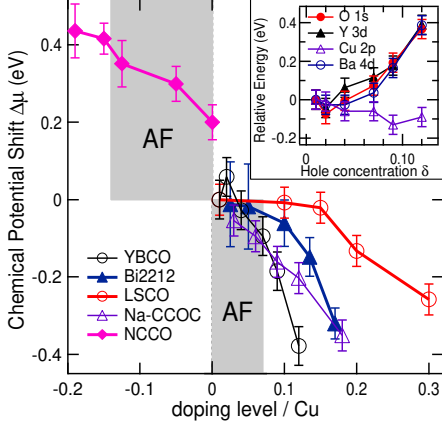 Chemical Potential Shift Δμ (eV)
0.4
0.2
0
-0.2
-0.4
AF
AF
YBCO
Bi2212
LSCO
Na-CCOC
NCCO
-0.2
-0.1
0
0.1
0.2
0.3
doping level / Cu
Relative Energy (eV)
0.4
0.2
0
-0.2
O 1s
Y 3d
Cu 2p
Ba 4d
0.00
0.10
Hole concentration δ